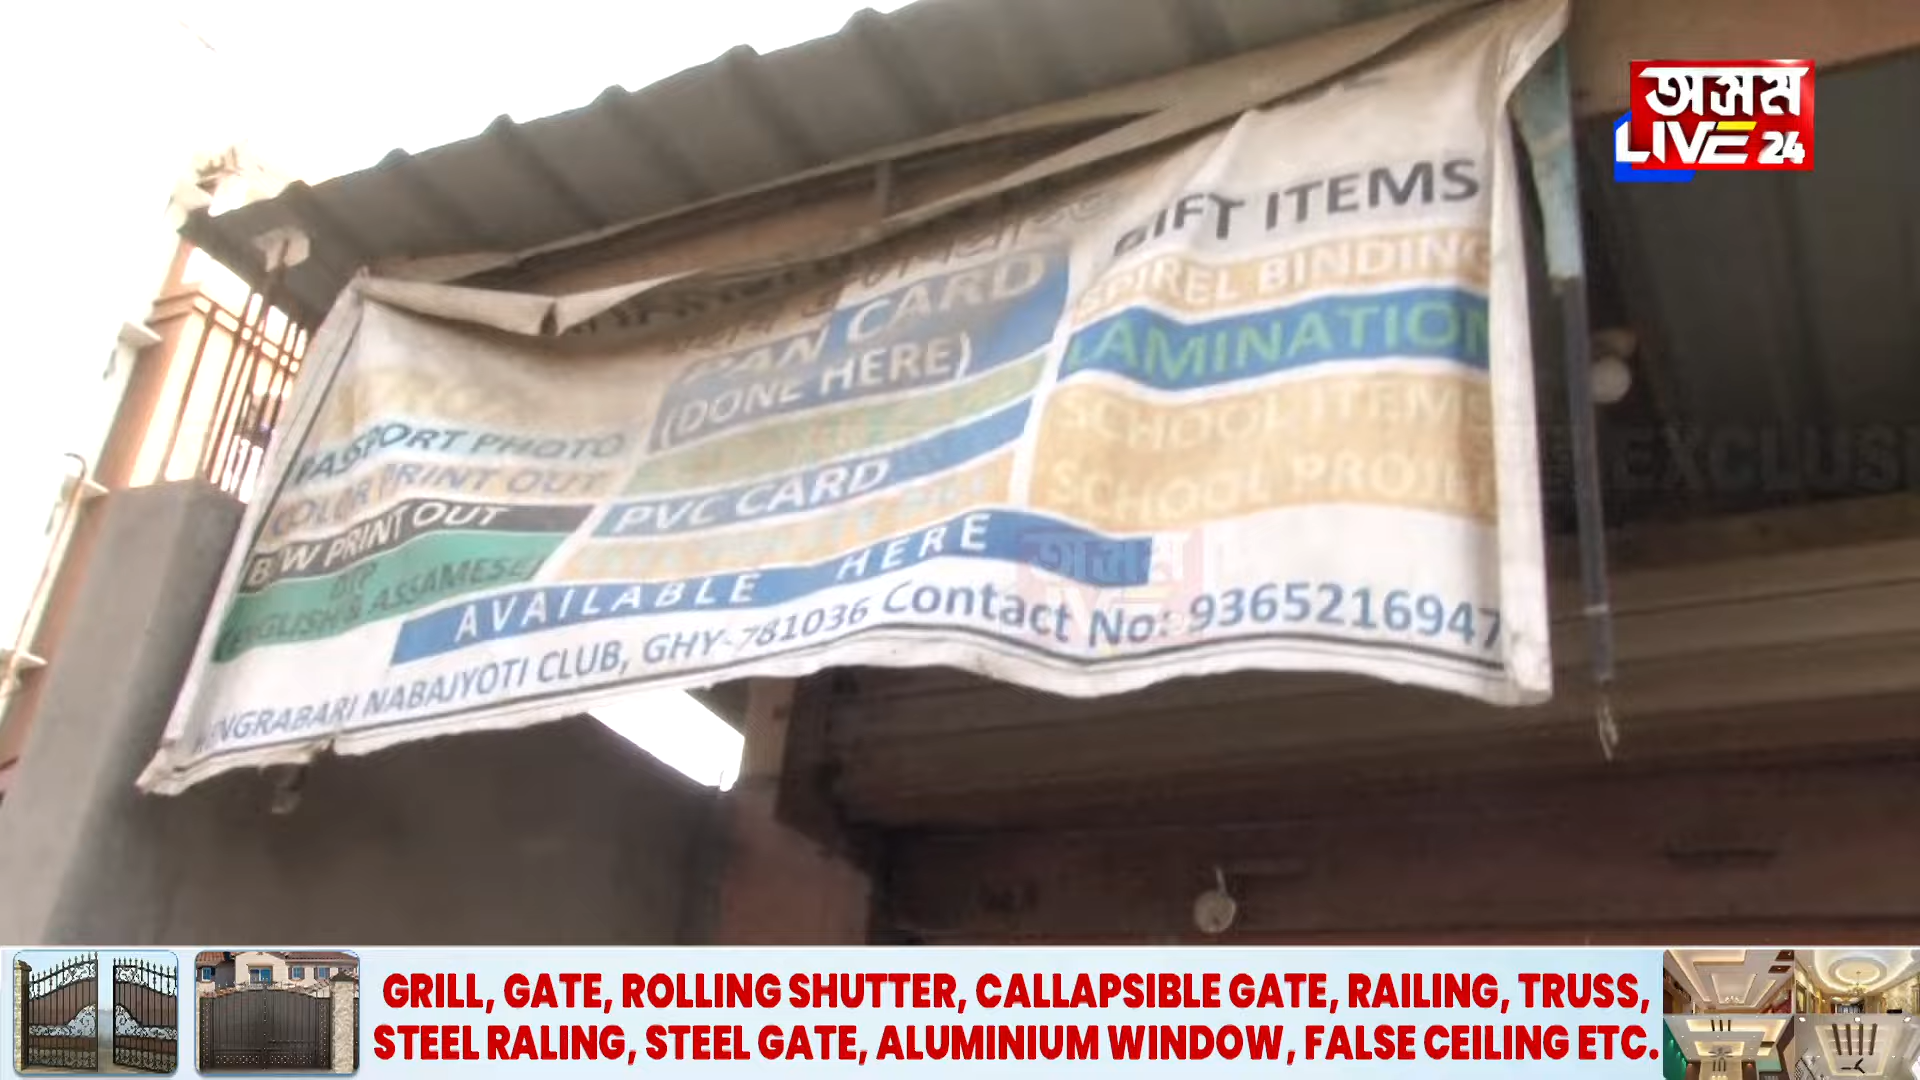 অসম
LIVE 24
GIFT ITEMS
SPIREL BINDING
LAMINATION
SCHOOL ITEMS
SCHOOL PROJE
PAN CARD
(DONE HERE)
PVC CARD
PASSPORT PHOTO
COLOR PRINT OUT
B/W PRINT OUT
DTP
ENGLISH & ASSAMESE
AVAILABLE HERE
NABAJYOTI CLUB, GHY-781036 Contact No: 9365216947
EXCLUSI
GRILL, GATE, ROLLING SHUTTER, CALLAPSIBLE GATE, RAILING, TRUSS,
STEEL RALING, STEEL GATE, ALUMINIUM WINDOW, FALSE CEILING ETC.